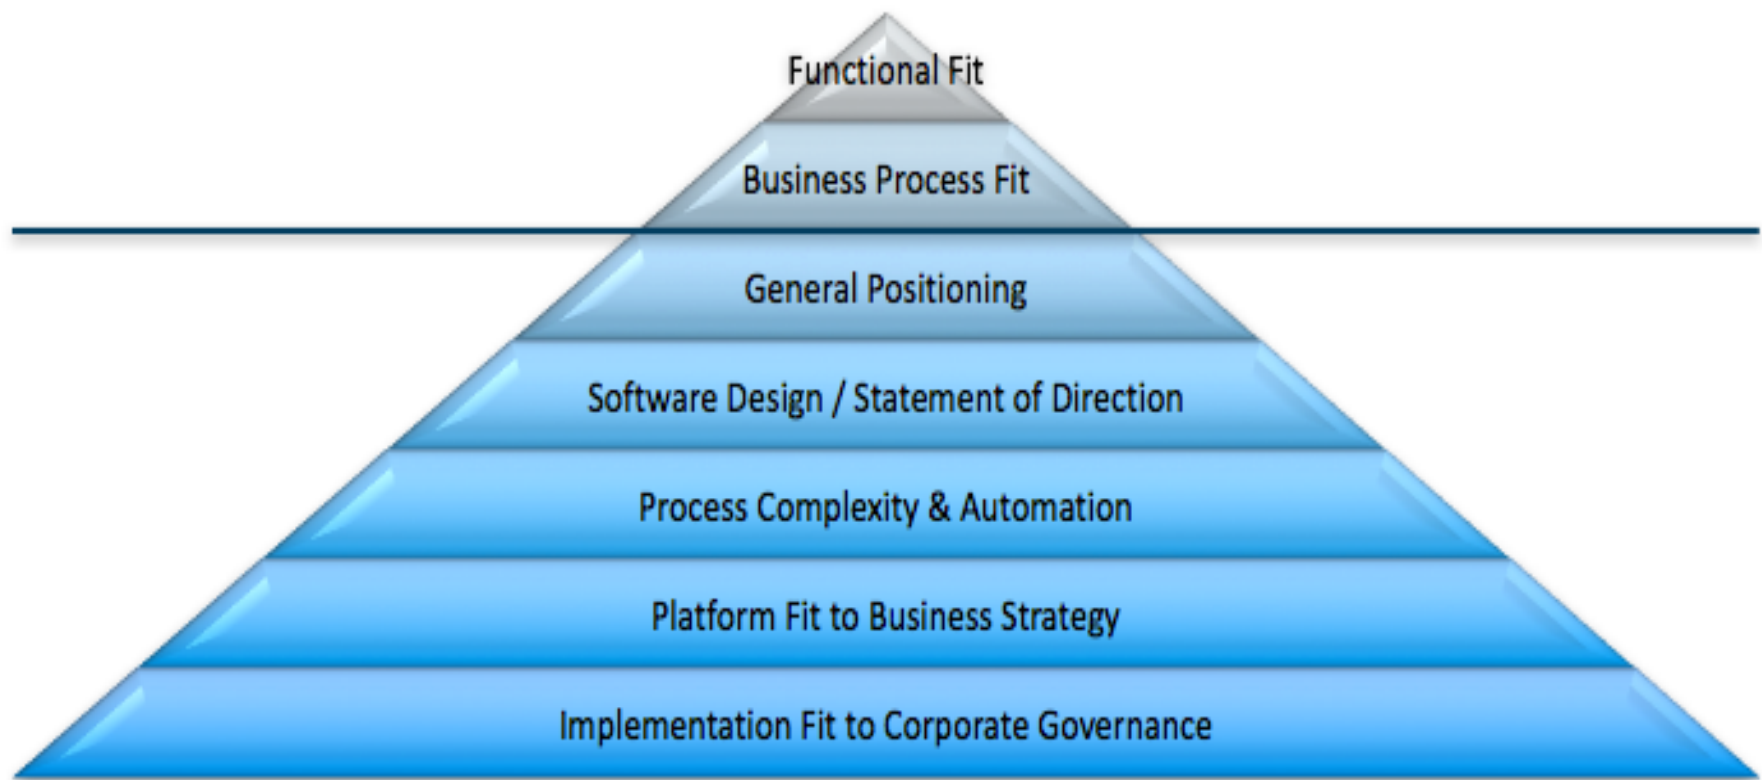 Functional Fit
Business Process Fit
General Positioning
Software Design / Statement of Direction
Process Complexity & Automation
Platform Fit to Business Strategy
Implementation Fit to Corporate Governance